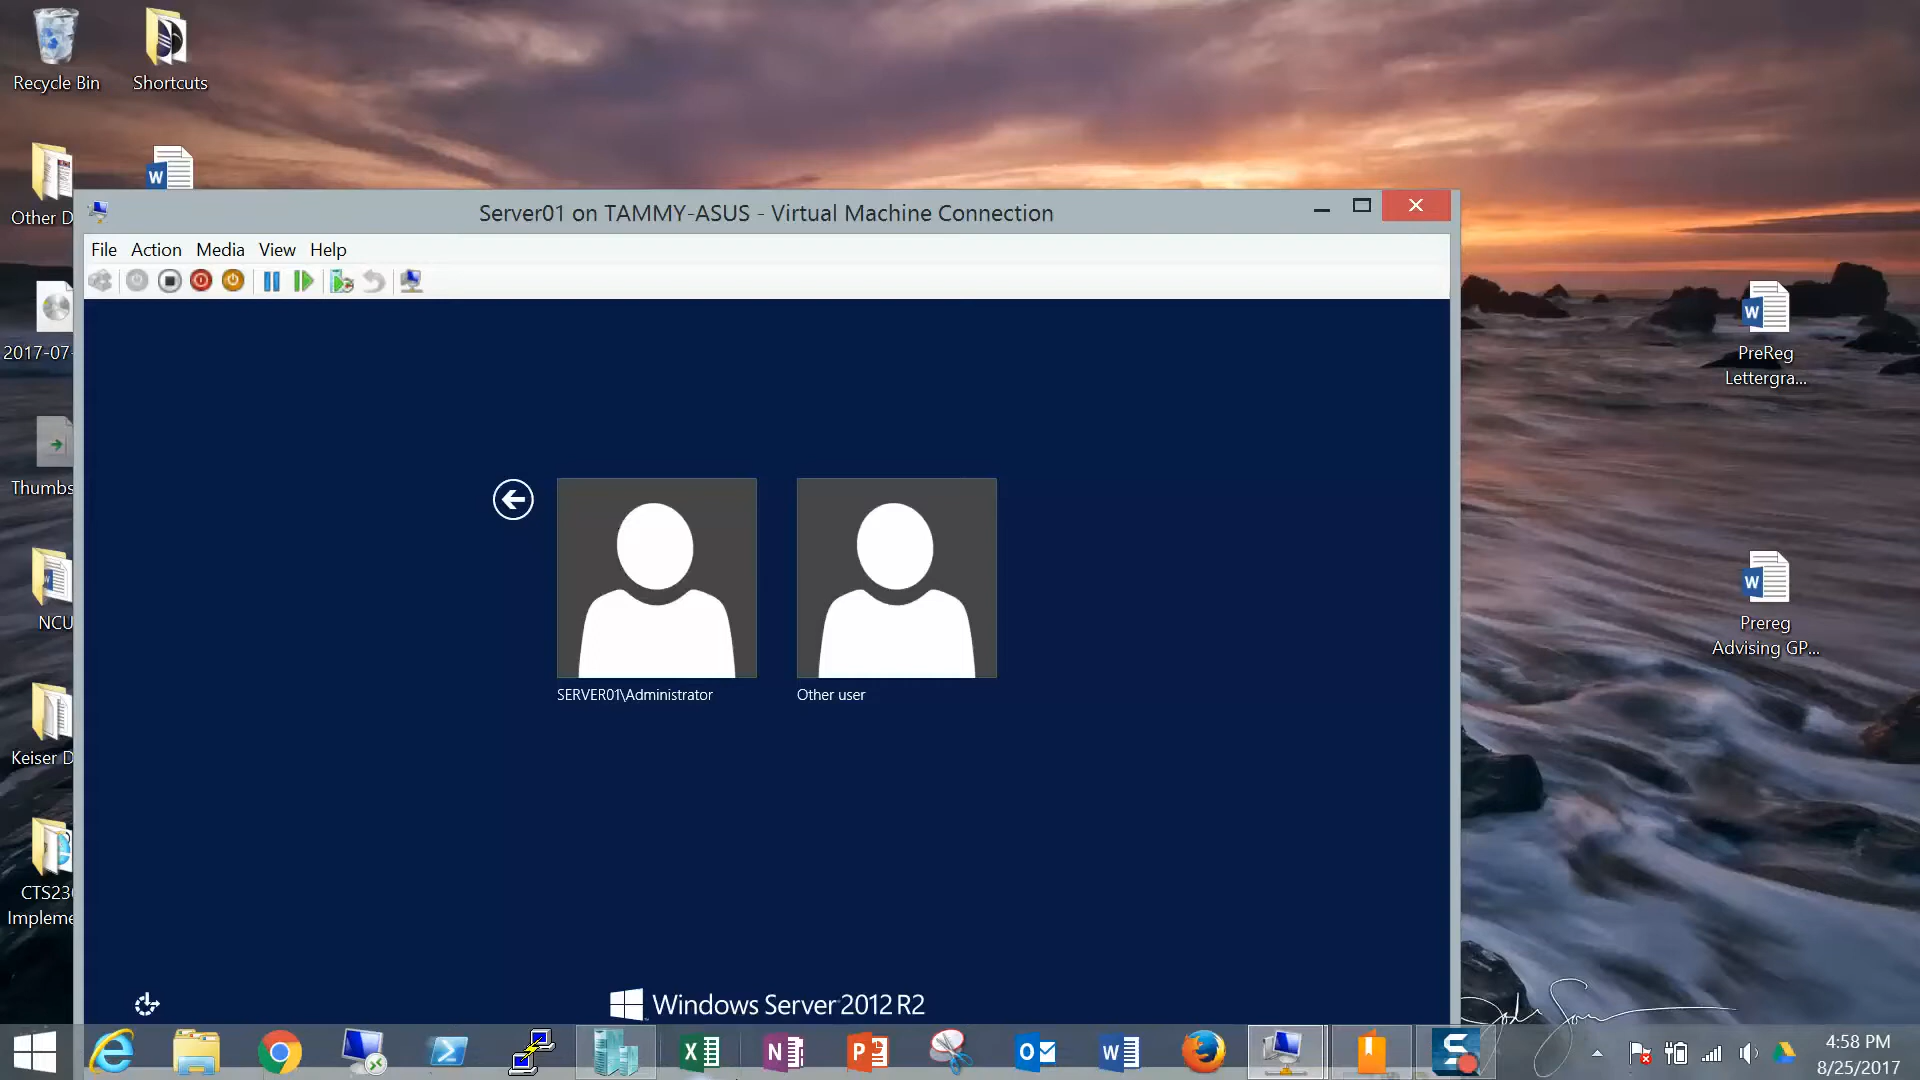 Recycle Bin
Shortcuts
Other D
Server01 on TAMMY-ASUS - Virtual Machine Connection
File Action Media View Help
2017-07-
PreReg
Lettergra...
Thumbs
SERVER01\Administrator
Other user
NCU
Prereg
Advising GP...
Keiser D
CTS23
Impleme
Windows Server 2012 R2
4:58 PM
8/25/2017